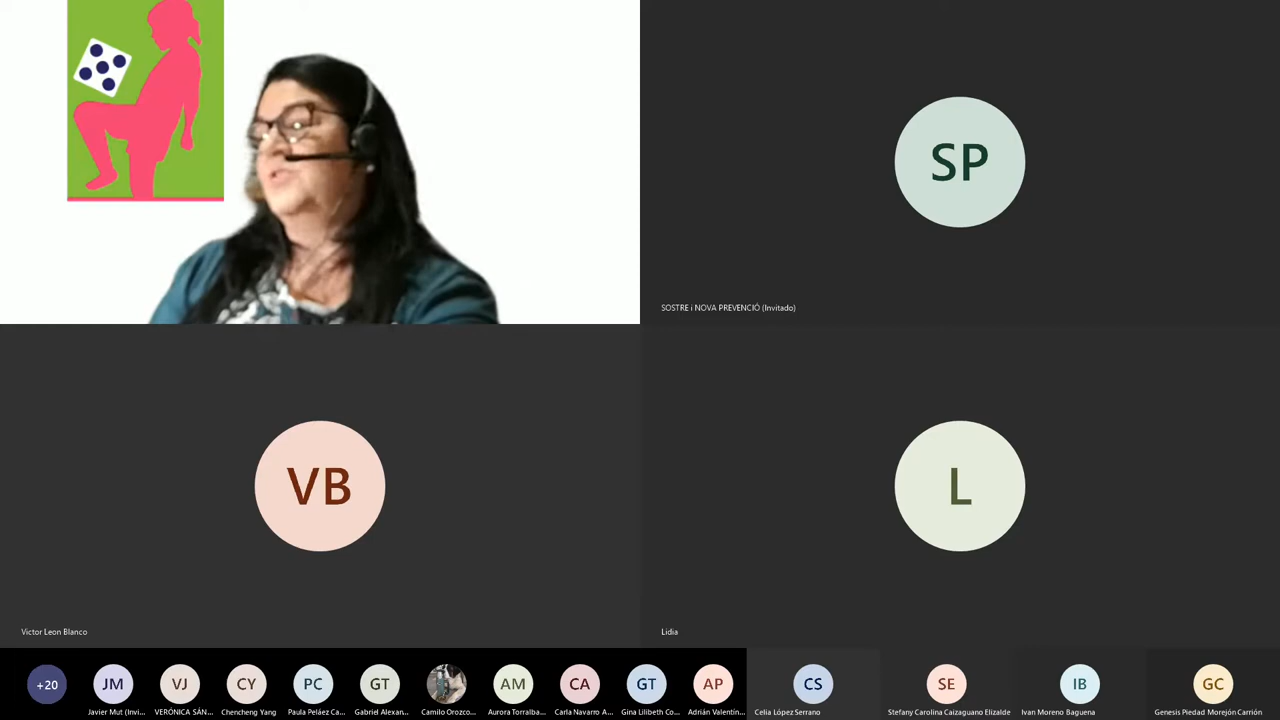 SP
SOSTRE i NOVA PREVENCIÓ (Invitado)
VB
L
Victor Leon Blanco
Lidia
+20
JM
VJ
CY
PC
GT
AM
CA
GT
AP
CS
SE
IB
GC
Javier Mut (Invi...
VERÓNICA SÁN...
Chencheng Yang
Paula Peláez Ca...
Gabriel Alexan...
Camilo Orozco...
Aurora Torralba...
Carla Navarro A...
Gina Lilibeth Co...
Adrián Valentín...
Celia López Serrano
Stefany Carolina Caizaguano Elizalde
Ivan Moreno Baguena
Genesis Piedad Morejón Carrión